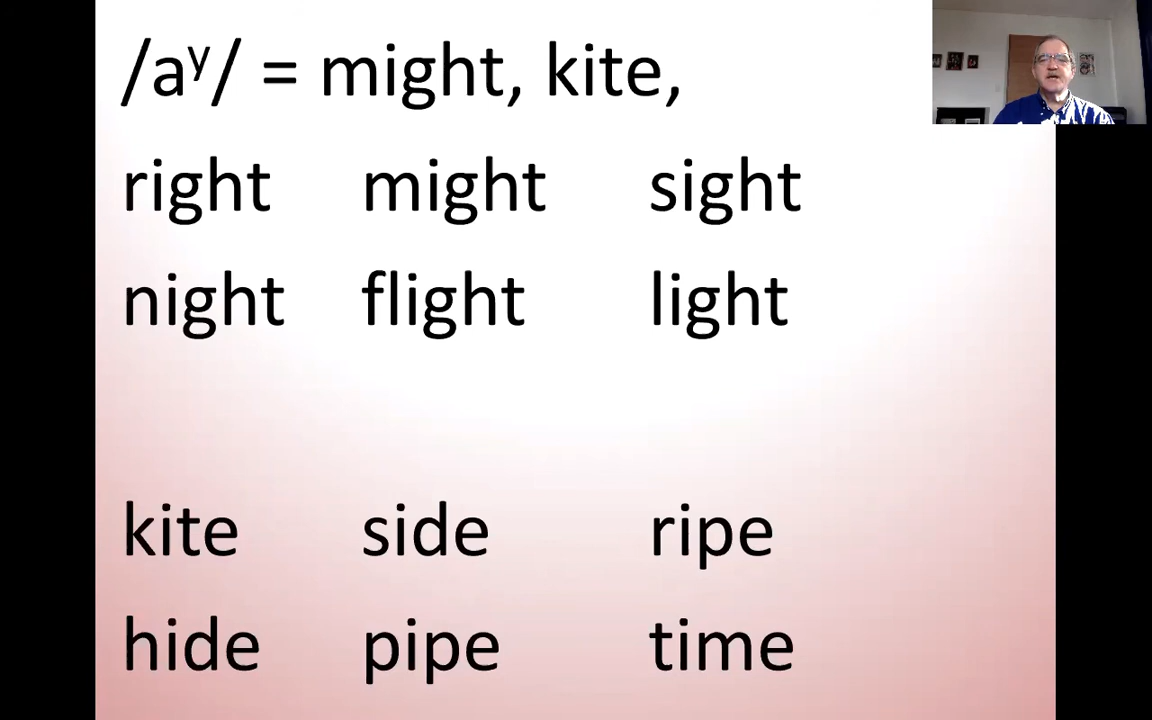 /aʸ/ = might, kite,
right might sight
night flight light
kite side ripe
hide pipe time